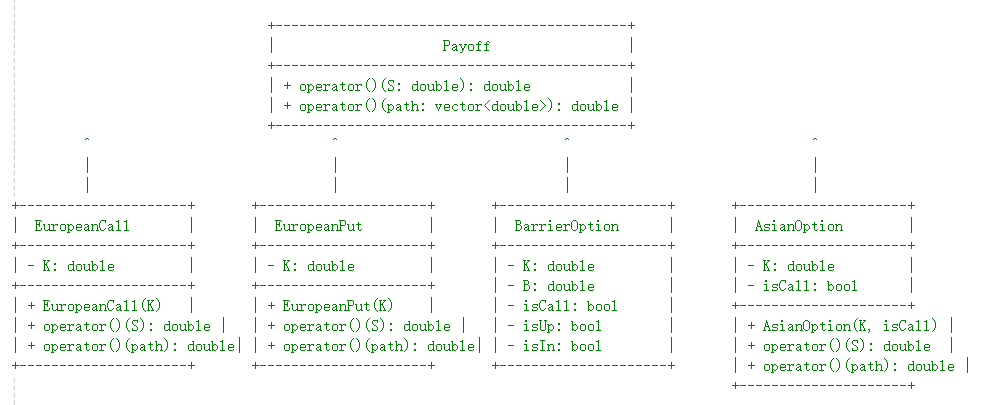 Payoff
+ operator()(S: double): double
+ operator()(path: vector<double>): double
EuropeanCall
- K: double
+ EuropeanCall(K)
+ operator()(S): double
+ operator()(path): double
EuropeanPut
- K: double
+ EuropeanPut(K)
+ operator()(S): double
+ operator()(path): double
BarrierOption
- K: double
- B: double
- isCall: bool
- isUp: bool
- isIn: bool
AsianOption
- K: double
- isCall: bool
+ AsianOption(K, isCall)
+ operator()(S): double
+ operator()(path): double